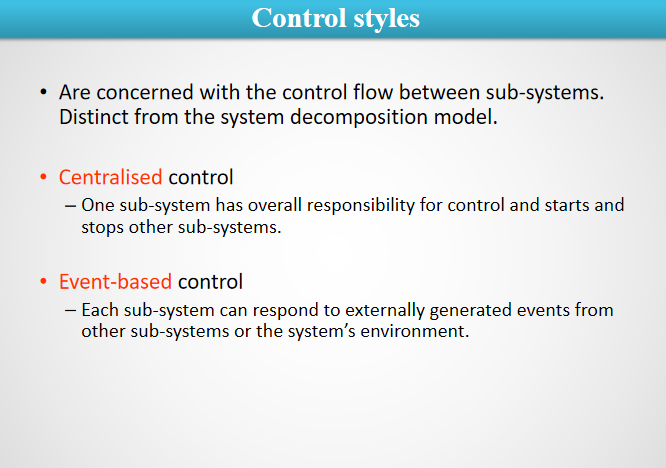 Control styles
• Are concerned with the control flow between sub-systems.
Distinct from the system decomposition model.
• Centralised control
– One sub-system has overall responsibility for control and starts and
stops other sub-systems.
• Event-based control
– Each sub-system can respond to externally generated events from
other sub-systems or the system’s environment.